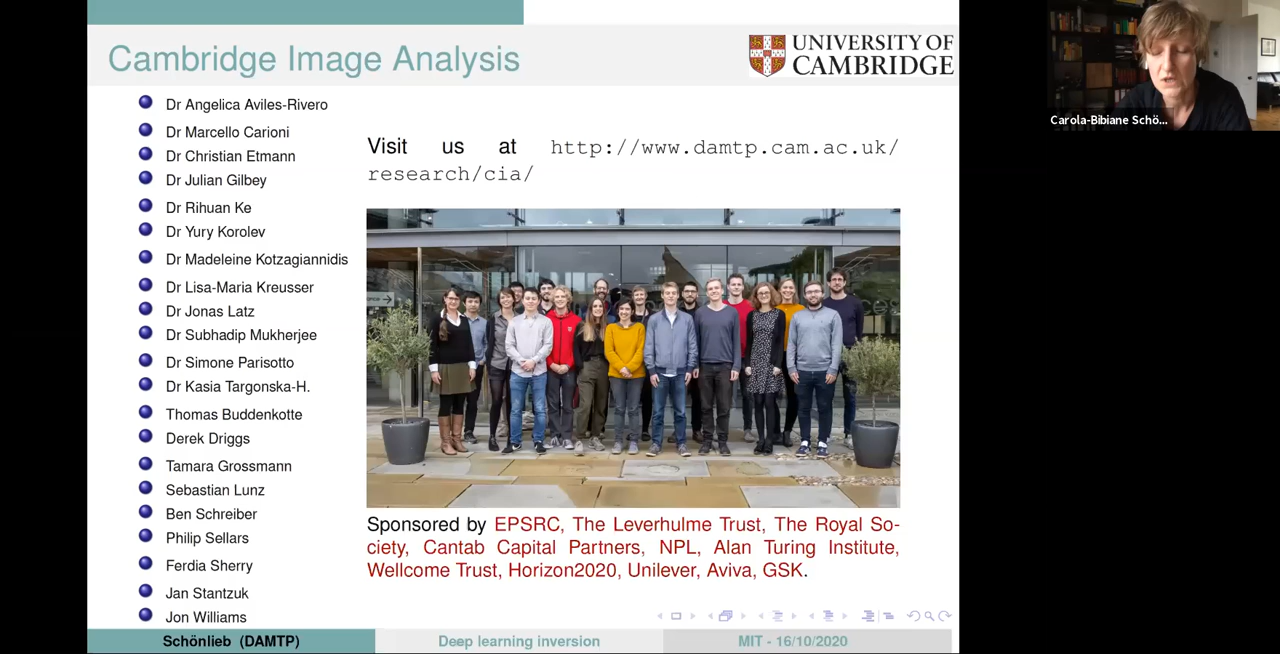 Cambridge Image Analysis
UNIVERSITY OF
CAMBRIDGE
Dr Angelica Aviles-Rivero
Dr Marcello Carioni
Dr Christian Etmann
Dr Julian Gilbey
Dr Rihuan Ke
Dr Yury Korolev
Dr Madeleine Kotzagiannidis
Dr Lisa-Maria Kreusser
Dr Jonas Latz
Dr Subhadip Mukherjee
Dr Simone Parisotto
Dr Kasia Targonska-H.
Thomas Buddenkotte
Derek Driggs
Tamara Grossmann
Sebastian Lunz
Ben Schreiber
Philip Sellars
Ferdia Sherry
Jan Stantzuk
Jon Williams
Visit us at http://www.damtp.cam.ac.uk/
research/cia/
Sponsored by EPSRC, The Leverhulme Trust, The Royal So-
ciety, Cantab Capital Partners, NPL, Alan Turing Institute,
Wellcome Trust, Horizon2020, Unilever, Aviva, GSK.
Schönlieb (DAMTP)
Deep learning inversion
MIT - 16/10/2020
Carola-Bibiane Schö...